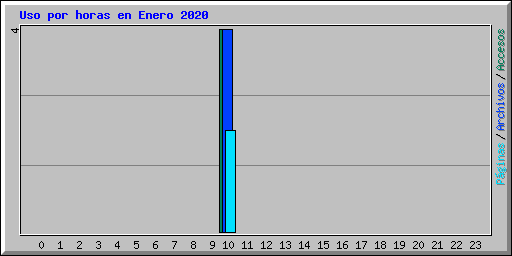 Uso por horas en Enero 2020
4
0 1 2 3 4 5 6 7 8 9 10 11 12 13 14 15 16 17 18 19 20 21 22 23
Páginas / Archivos / Accesos